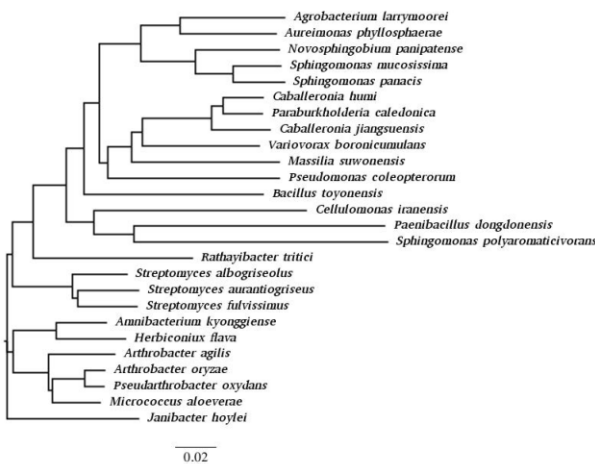 Agrobacterium larrymoorei
Aureimonas phyllosphaerae
Novosphingobium panipatense
Sphingomonas mucosissima
Sphingomonas panacis
Caballeronia humi
Paraburkholderia caledonica
Caballeronia jiangsuensis
Variovorax boronicumulans
Massilia suwonensis
Pseudomonas coleopterorum
Bacillus toyonensis
Cellulomonas iranensis
Paenibacillus dongdonensis
Sphingomonas polyaromaticivorans
Rathayibacter tritici
Streptomyces albogriseolus
Streptomyces aurantiogriseus
Streptomyces fulvissimus
Amnibacterium kyonggiense
Herbiconiux flava
Arthrobacter agilis
Arthrobacter oryzae
Pseudarthrobacter oxydans
Micrococcus aloeverae
Janibacter hoylei
0.02